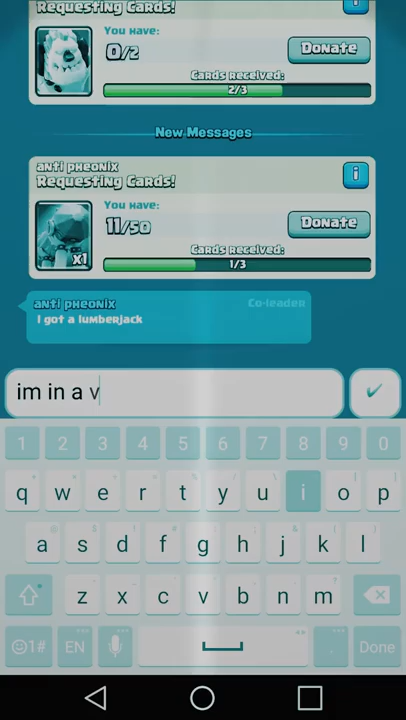 Requesting Cards!
i
You have:
0/2
Donate
Cards received:
2/3
New Messages
anti pheonix
Requesting Cards!
i
You have:
11/50
Donate
x1
Cards received:
1/3
anti pheonix
Co-leader
I got a lumberjack
im in a v
1 2 3 4 5 6 7 8 9 0
q w e r t y u i o p
a s d f g h j k l
z x c v b n m
1# EN . Done